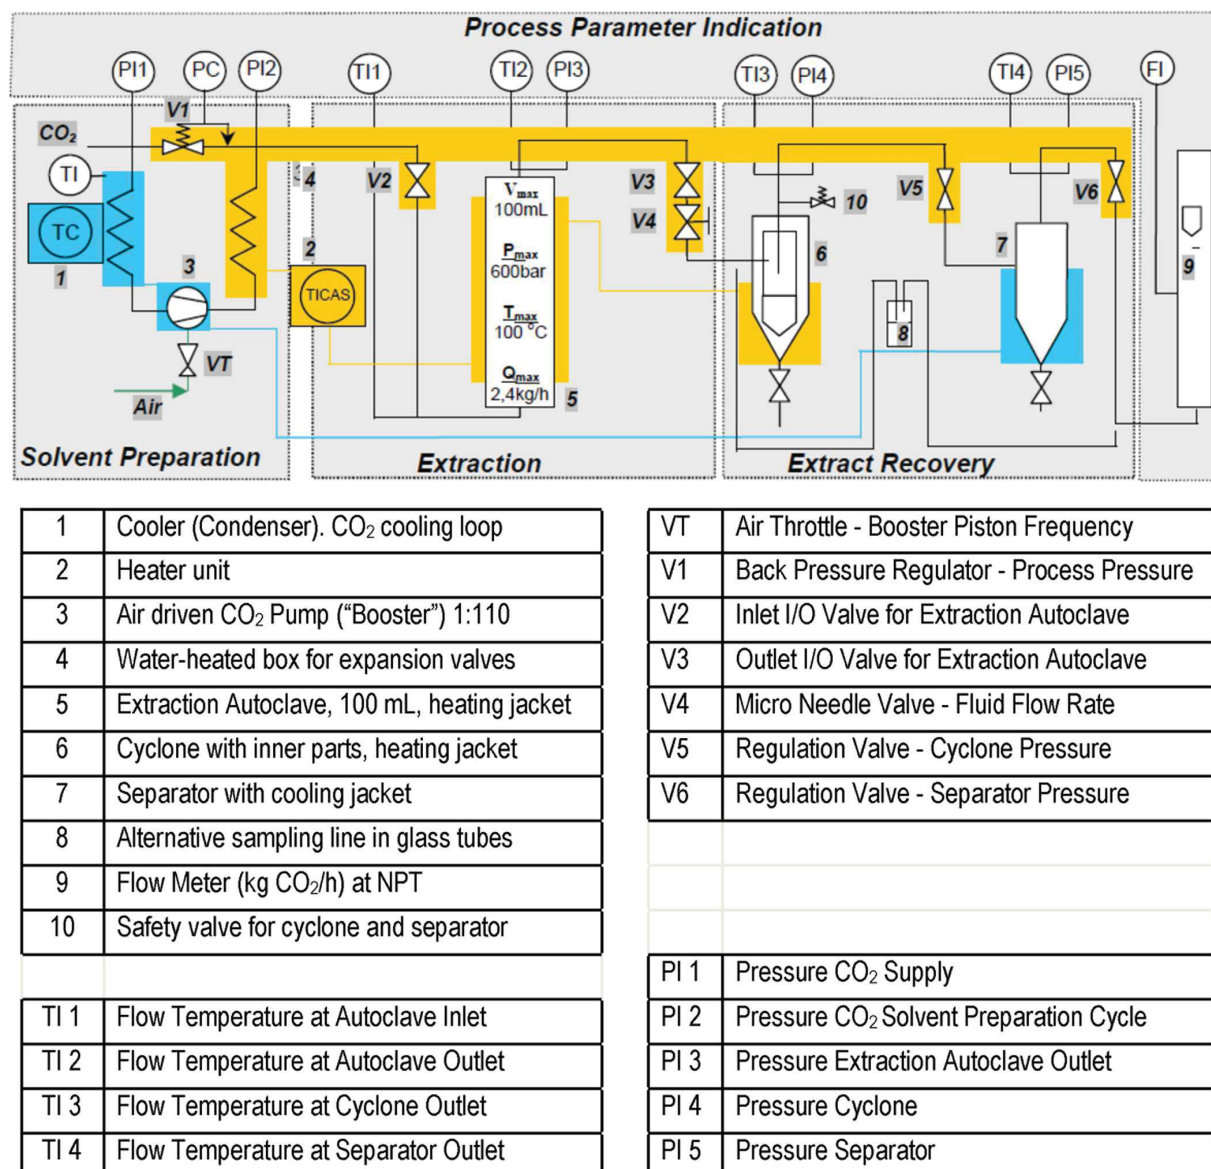 Process Parameter Indication
PI1 PC PI2 TI1 TI2 PI3 TI3 PI4 TI4 PI5 FI
V1
CO₂
TI
4 V2 V3 V5 V6
Vmax
100mL
10
V4
TC
2
Pmax
600bar
6 7
1 3 9
TICAS
Tmax
100 °C
8
VT
Qmax
2,4kg/h
5
Air
Solvent Preparation Extraction Extract Recovery
1 Cooler (Condenser). CO₂ cooling loop
2 Heater unit
3 Air driven CO₂ Pump (“Booster”) 1:110
4 Water-heated box for expansion valves
5 Extraction Autoclave, 100 mL, heating jacket
6 Cyclone with inner parts, heating jacket
7 Separator with cooling jacket
8 Alternative sampling line in glass tubes
9 Flow Meter (kg CO₂/h) at NPT
10 Safety valve for cyclone and separator
TI 1 Flow Temperature at Autoclave Inlet
TI 2 Flow Temperature at Autoclave Outlet
TI 3 Flow Temperature at Cyclone Outlet
TI 4 Flow Temperature at Separator Outlet
VT Air Throttle - Booster Piston Frequency
V1 Back Pressure Regulator - Process Pressure
V2 Inlet I/O Valve for Extraction Autoclave
V3 Outlet I/O Valve for Extraction Autoclave
V4 Micro Needle Valve - Fluid Flow Rate
V5 Regulation Valve - Cyclone Pressure
V6 Regulation Valve - Separator Pressure
PI 1 Pressure CO₂ Supply
PI 2 Pressure CO₂ Solvent Preparation Cycle
PI 3 Pressure Extraction Autoclave Outlet
PI 4 Pressure Cyclone
PI 5 Pressure Separator